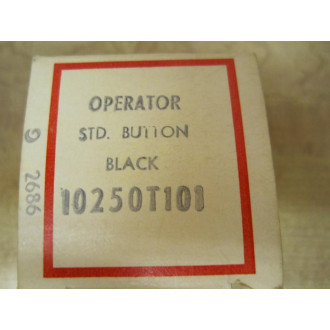 OPERATOR
STD. BUTTON
BLACK
10250T101
2686